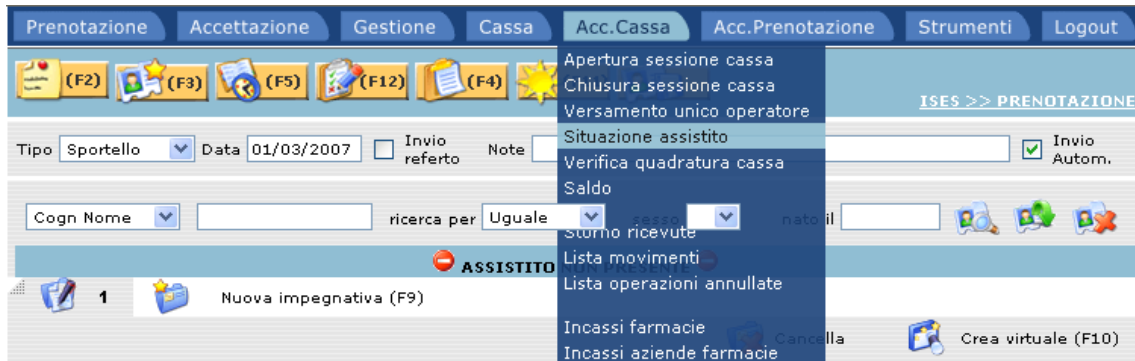 Prenotazione Accettazione Gestione Cassa Acc.Cassa Acc.Prenotazione Strumenti Logout
(F2) (F3) (F5) (F12) (F4)
Apertura sessione cassa
Chiusura sessione cassa
Versamento unico operatore
Situazione assistito
Verifica quadratura cassa
Saldo
Storno ricevute
Lista movimenti
Lista operazioni annullate
Incassi farmacie
Incassi aziende farmacie
ISES >> PRENOTAZIONE
Tipo Sportello Data 01/03/2007 Invio referto Note Invio Autom.
Cogn Nome ricerca per Uguale sesso nato il
ASSISTITO NON PRESENTE
1 Nuova impegnativa (F9)
Cancella Crea virtuale (F10)